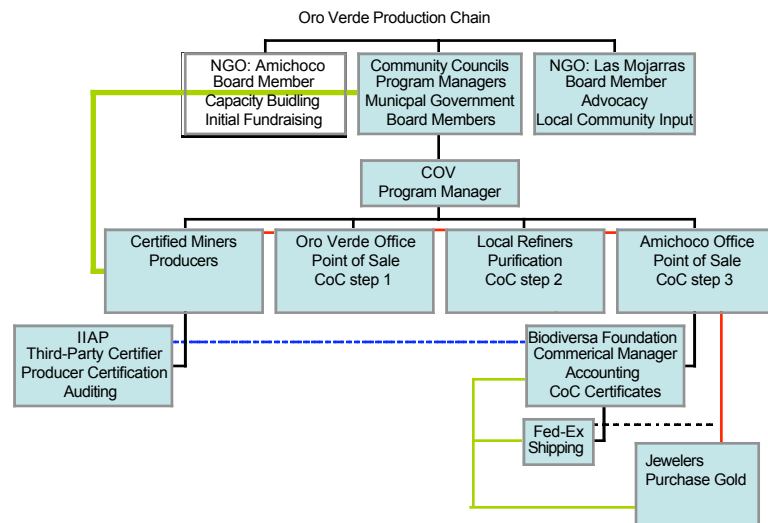 Oro Verde Production Chain
NGO: Amichoco
Board Member
Capacity Buidling
Initial Fundraising
Community Councils
Program Managers
Municpal Government
Board Members
NGO: Las Mojarras
Board Member
Advocacy
Local Community Input
COV
Program Manager
Certified Miners
Producers
Oro Verde Office
Point of Sale
CoC step 1
Local Refiners
Purification
CoC step 2
Amichoco Office
Point of Sale
CoC step 3
IIAP
Third-Party Certifier
Producer Certification
Auditing
Biodiversa Foundation
Commerical Manager
Accounting
CoC Certificates
Fed-Ex
Shipping
Jewelers
Purchase Gold